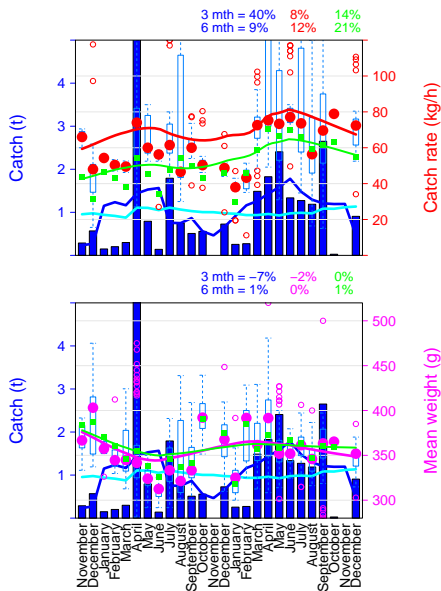 3 mth = 40% 8% 14%
6 mth = 9% 12% 21%
Catch (t)
1 2 3 4 5
20 40 60 80 120
Catch rate (kg/h)
3 mth = −7% −2% 0%
6 mth = 1% 0% 1%
Catch (t)
1 2 3 4 5
300 350 400 450 500
Mean weight (g)
November
December
January
February
March
April
May
June
July
August
September
October
December
January
February
March
April
May
June
July
August
September
October
December